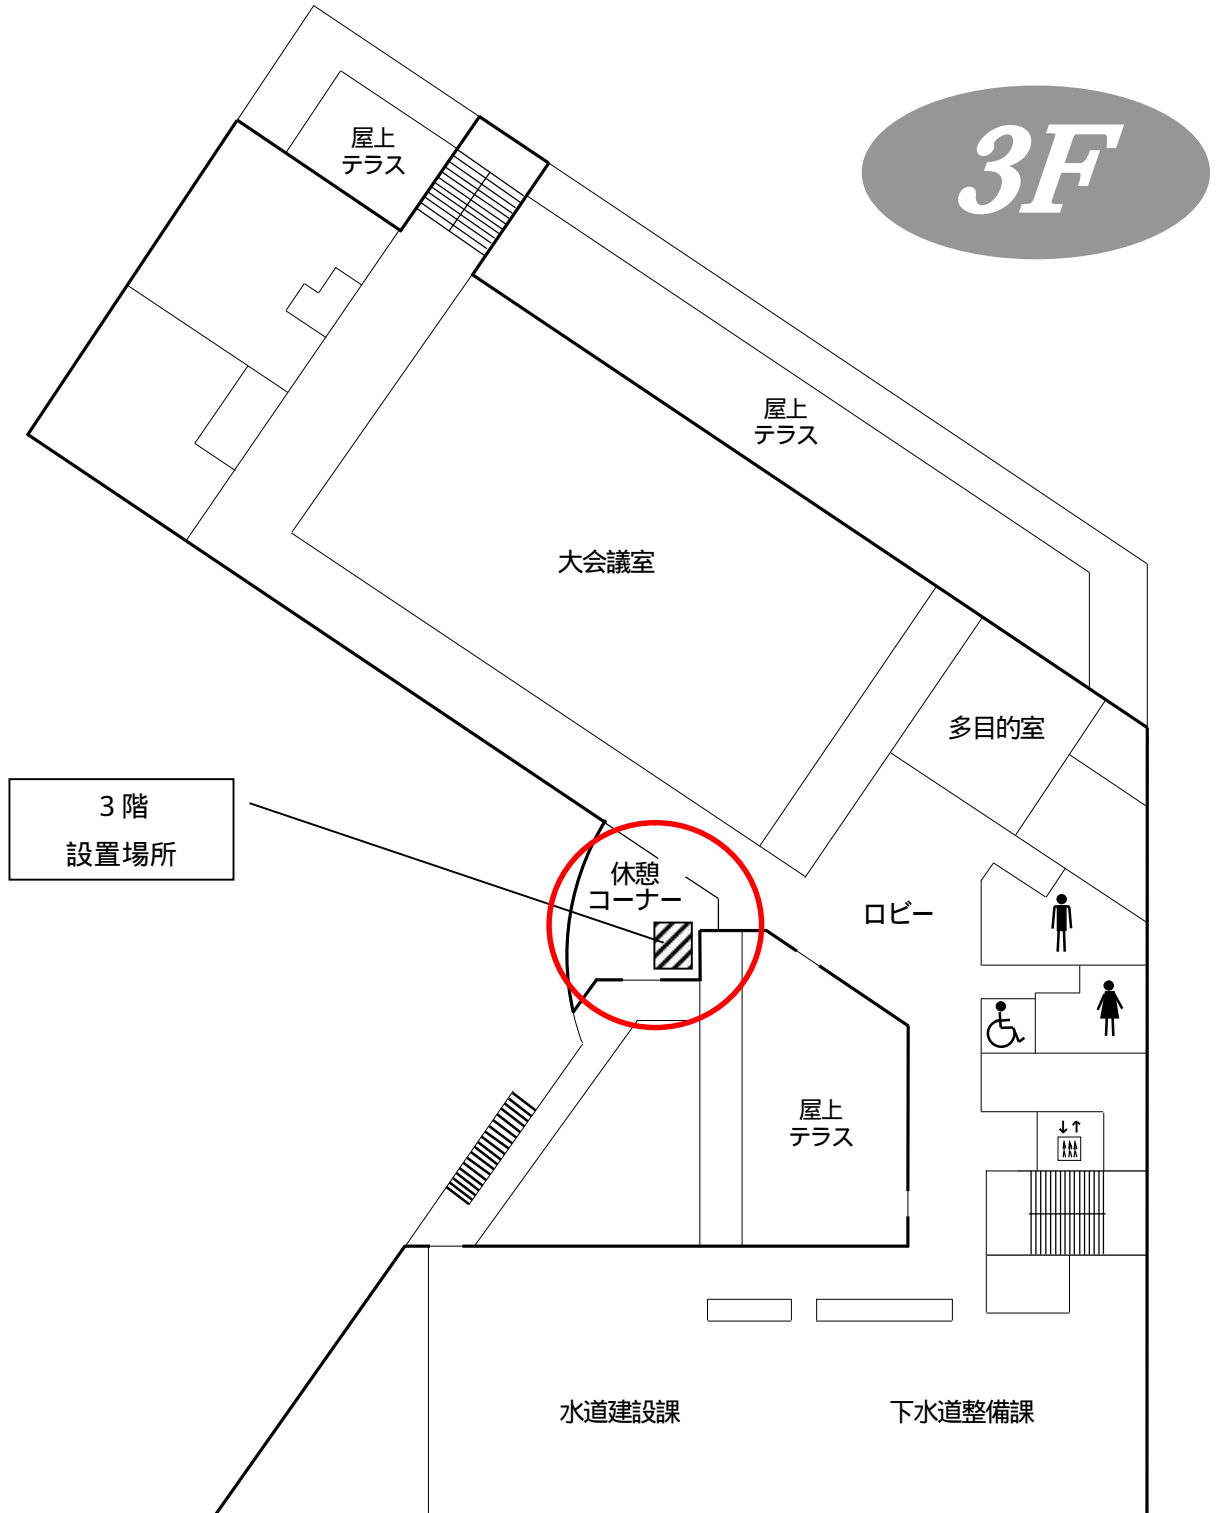 3F
屋上
テラス
屋上
テラス
大会議室
多目的室
3階
設置場所
休憩
コーナー
ロビー
屋上
テラス
水道建設課
下水道整備課